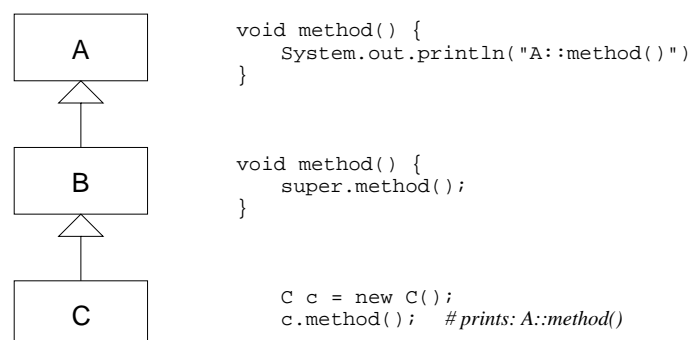 A
void method() {
System.out.println("A::method()")
}
B
void method() {
super.method();
}
C
C c = new C();
c.method(); # prints: A::method()